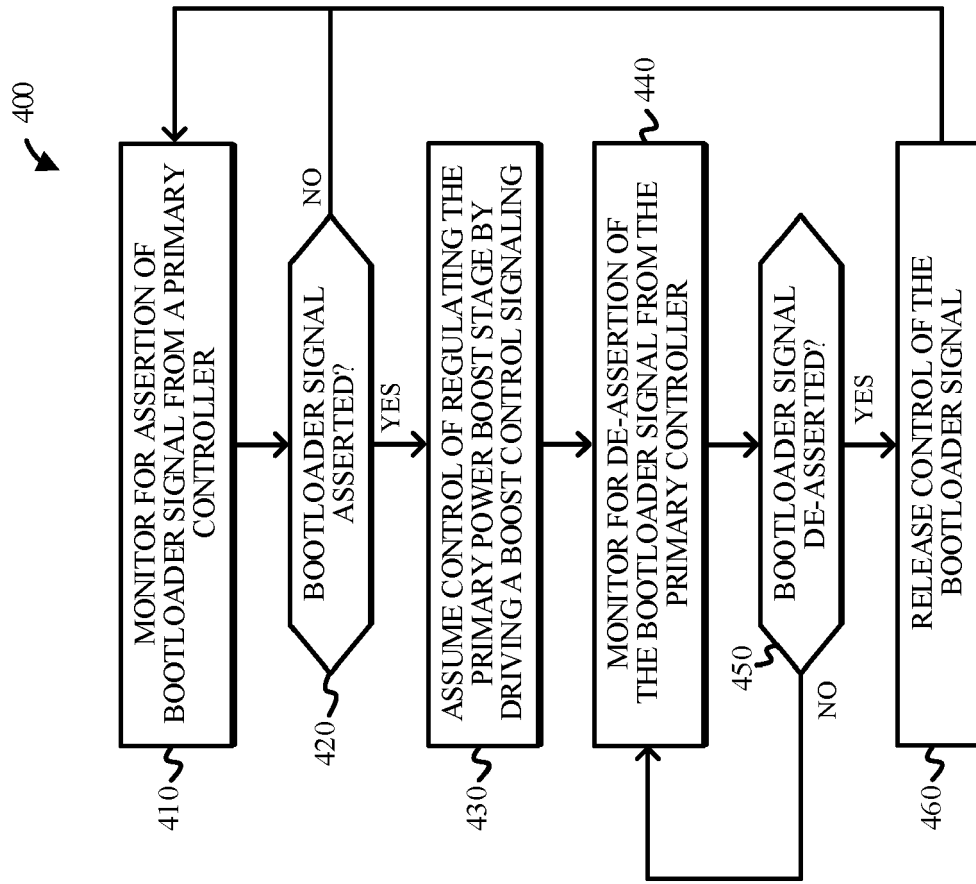 400
410
MONITOR FOR ASSERTION OF
BOOTLOADER SIGNAL FROM A PRIMARY
CONTROLLER
420
BOOTLOADER SIGNAL
ASSERTED?
NO
YES
430
ASSUME CONTROL OF REGULATING THE
PRIMARY POWER BOOST STAGE BY
DRIVING A BOOST CONTROL SIGNALING
440
MONITOR FOR DE-ASSERTION OF
THE BOOTLOADER SIGNAL FROM THE
PRIMARY CONTROLLER
450
BOOTLOADER SIGNAL
DE-ASSERTED?
NO
YES
460
RELEASE CONTROL OF THE
BOOTLOADER SIGNAL